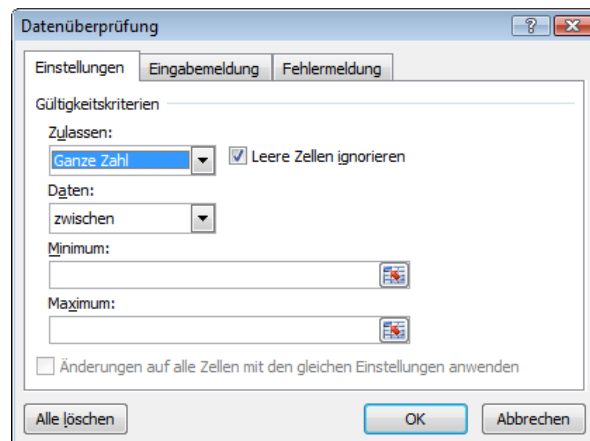 Datenüberprüfung
Einstellungen Eingabemeldung Fehlermeldung
Gültigkeitskriterien
Zulassen:
Ganze Zahl Leere Zellen ignorieren
Daten:
zwischen
Minimum:
Maximum:
Änderungen auf alle Zellen mit den gleichen Einstellungen anwenden
Alle löschen OK Abbrechen